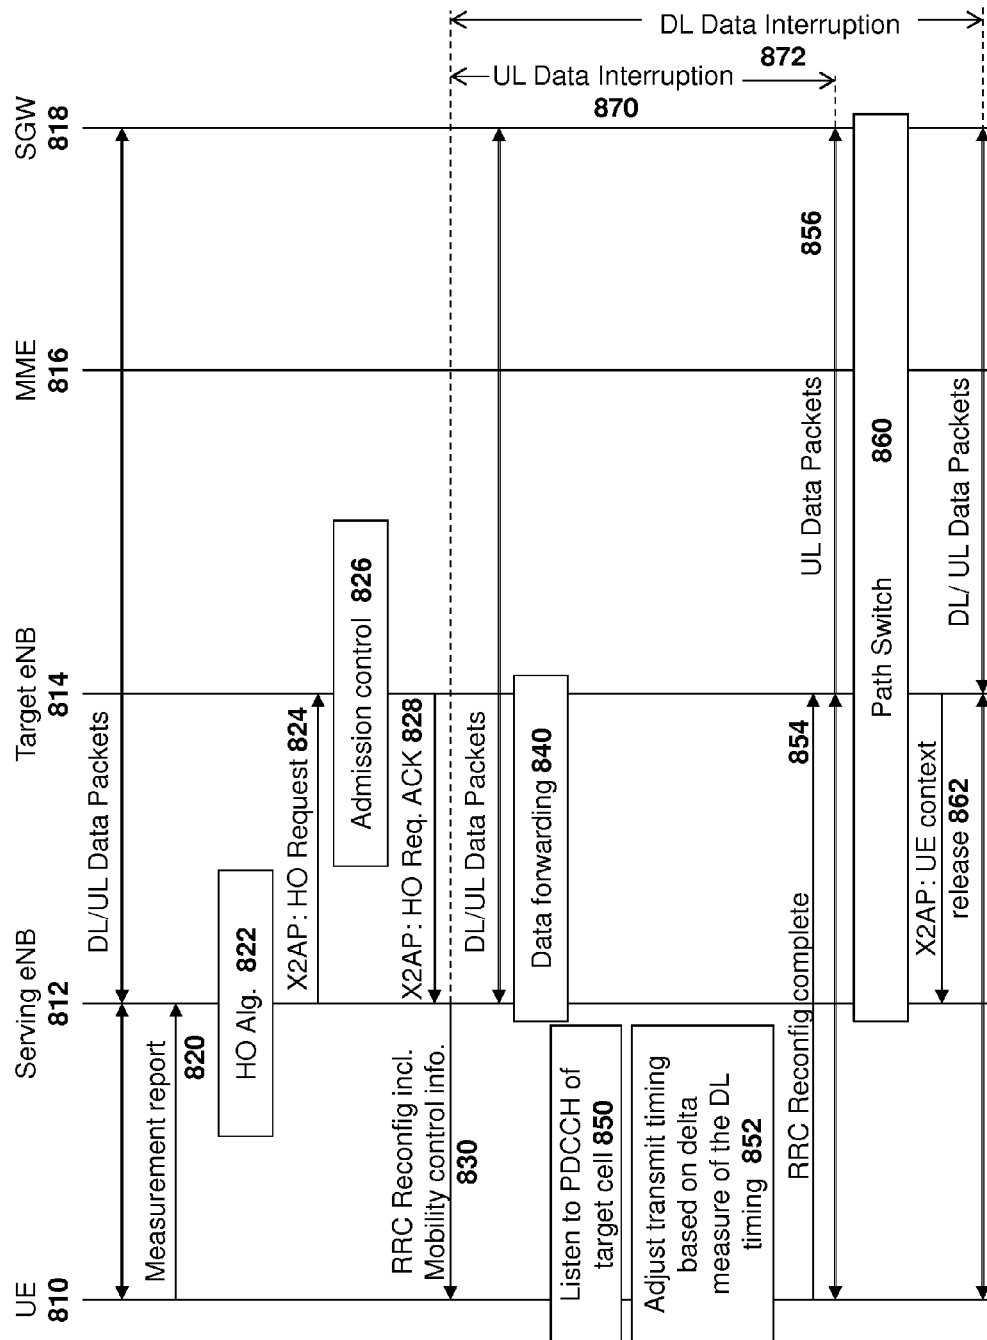 UE
810
Serving eNB
812
Target eNB
814
MME
816
SGW
818
DL/UL Data Packets
Measurement report
820
HO Alg. 822
X2AP: HO Request 824
Admission control 826
X2AP: HO Req. ACK 828
RRC Reconfig incl.
Mobility control info.
830
DL/UL Data Packets
Data forwarding 840
Listen to PDCCH of
target cell 850
Adjust transmit timing
based on delta
measure of the DL
timing 852
RRC Reconfig complete
854
UL Data Packets
856
Path Switch 860
X2AP: UE context
release 862
DL/ UL Data Packets
UL Data Interruption
870
DL Data Interruption
872